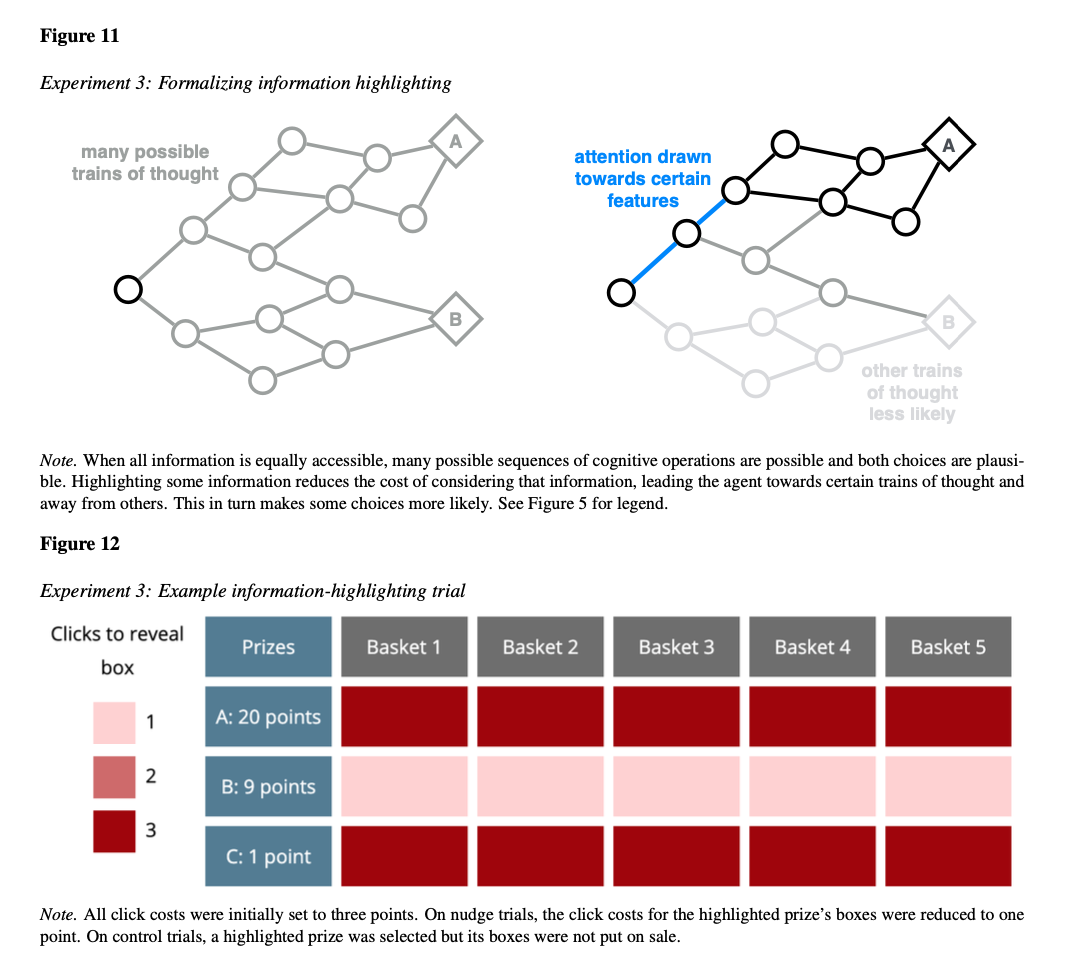 Figure 11
Experiment 3: Formalizing information highlighting
many possible
trains of thought
A
B
attention drawn
towards certain
features
A
B
other trains
of thought
less likely
Note. When all information is equally accessible, many possible sequences of cognitive operations are possible and both choices are plausi-
ble. Highlighting some information reduces the cost of considering that information, leading the agent towards certain trains of thought and
away from others. This in turn makes some choices more likely. See Figure 5 for legend.
Figure 12
Experiment 3: Example information-highlighting trial
Clicks to reveal
box
1
2
3
Prizes Basket 1 Basket 2 Basket 3 Basket 4 Basket 5
A: 20 points
B: 9 points
C: 1 point
Note. All click costs were initially set to three points. On nudge trials, the click costs for the highlighted prize's boxes were reduced to one
point. On control trials, a highlighted prize was selected but its boxes were not put on sale.